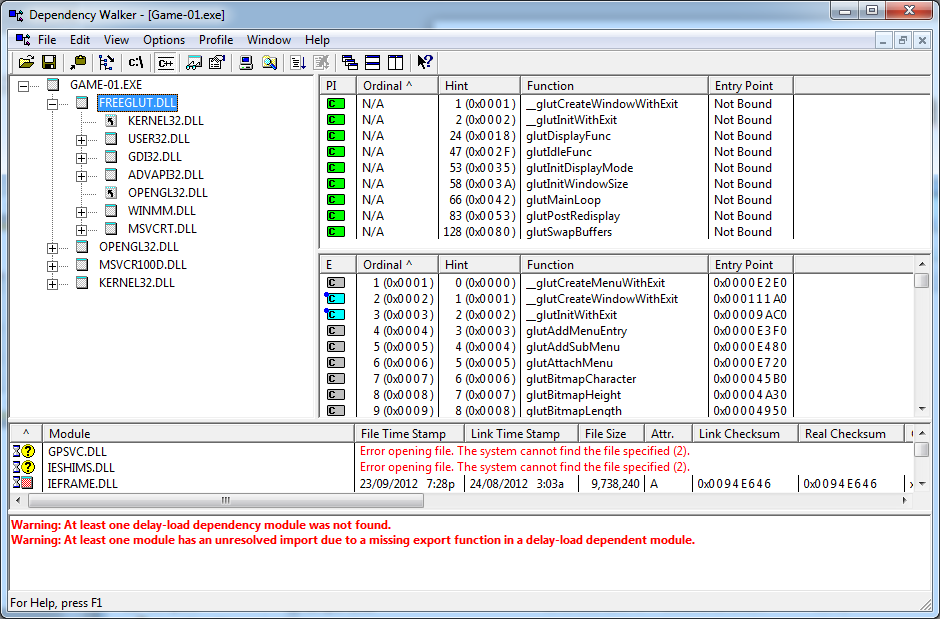 Dependency Walker - [Game-01.exe]
File Edit View Options Profile Window Help
c:\ C++
GAME-01.EXE
FREEGLUT.DLL
KERNEL32.DLL
USER32.DLL
GDI32.DLL
ADVAPI32.DLL
OPENGL32.DLL
WINMM.DLL
MSVCRT.DLL
OPENGL32.DLL
MSVCR100D.DLL
KERNEL32.DLL
PI Ordinal ^ Hint Function Entry Point
C N/A 1 (0x0001) __glutCreateWindowWithExit Not Bound
C N/A 2 (0x0002) __glutInitWithExit Not Bound
C N/A 24 (0x0018) glutDisplayFunc Not Bound
C N/A 47 (0x002F) glutIdleFunc Not Bound
C N/A 53 (0x0035) glutInitDisplayMode Not Bound
C N/A 58 (0x003A) glutInitWindowSize Not Bound
C N/A 66 (0x0042) glutMainLoop Not Bound
C N/A 83 (0x0053) glutPostRedisplay Not Bound
C N/A 128 (0x0080) glutSwapBuffers Not Bound
E Ordinal ^ Hint Function Entry Point
C 1 (0x0001) 0 (0x0000) __glutCreateMenuWithExit 0x0000E2E0
C 2 (0x0002) 1 (0x0001) __glutCreateWindowWithExit 0x000111A0
C 3 (0x0003) 2 (0x0002) __glutInitWithExit 0x00009AC0
C 4 (0x0004) 3 (0x0003) glutAddMenuEntry 0x0000E3F0
C 5 (0x0005) 4 (0x0004) glutAddSubMenu 0x0000E480
C 6 (0x0006) 5 (0x0005) glutAttachMenu 0x0000E720
C 7 (0x0007) 6 (0x0006) glutBitmapCharacter 0x000045B0
C 8 (0x0008) 7 (0x0007) glutBitmapHeight 0x00004A30
C 9 (0x0009) 8 (0x0008) glutBitmapLength 0x00004950
^ Module File Time Stamp Link Time Stamp File Size Attr. Link Checksum Real Checksum
? GPSVC.DLL Error opening file. The system cannot find the file specified (2).
? IESHIMS.DLL Error opening file. The system cannot find the file specified (2).
IEFRAME.DLL 23/09/2012 7:28p 24/08/2012 3:03a 9,738,240 A 0x0094E646 0x0094E646
Warning: At least one delay-load dependency module was not found.
Warning: At least one module has an unresolved import due to a missing export function in a delay-load dependent module.
For Help, press F1